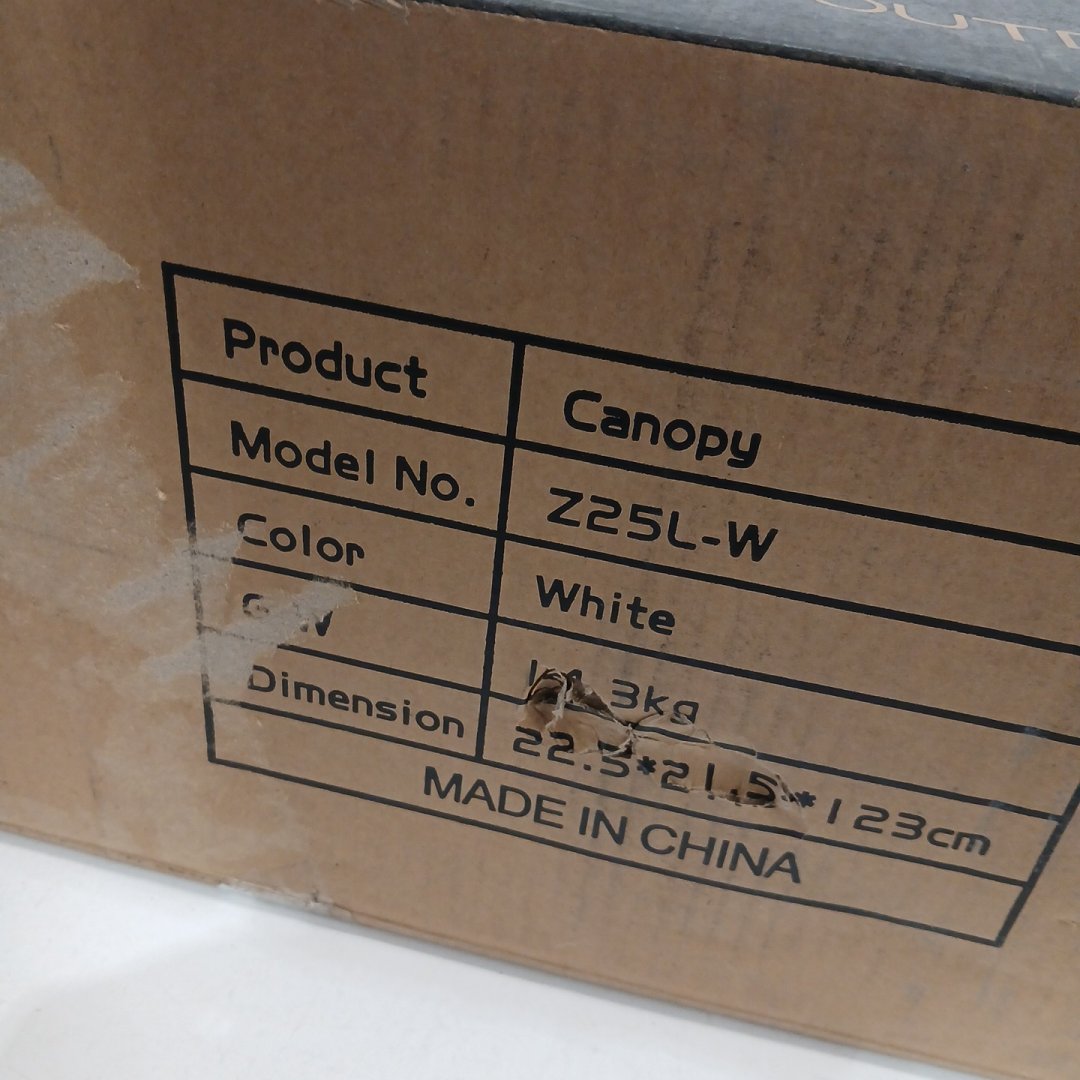 Product Canopy
Model No. Z25L-W
Color White
Dimension 22.5*21.5*123cm
MADE IN CHINA